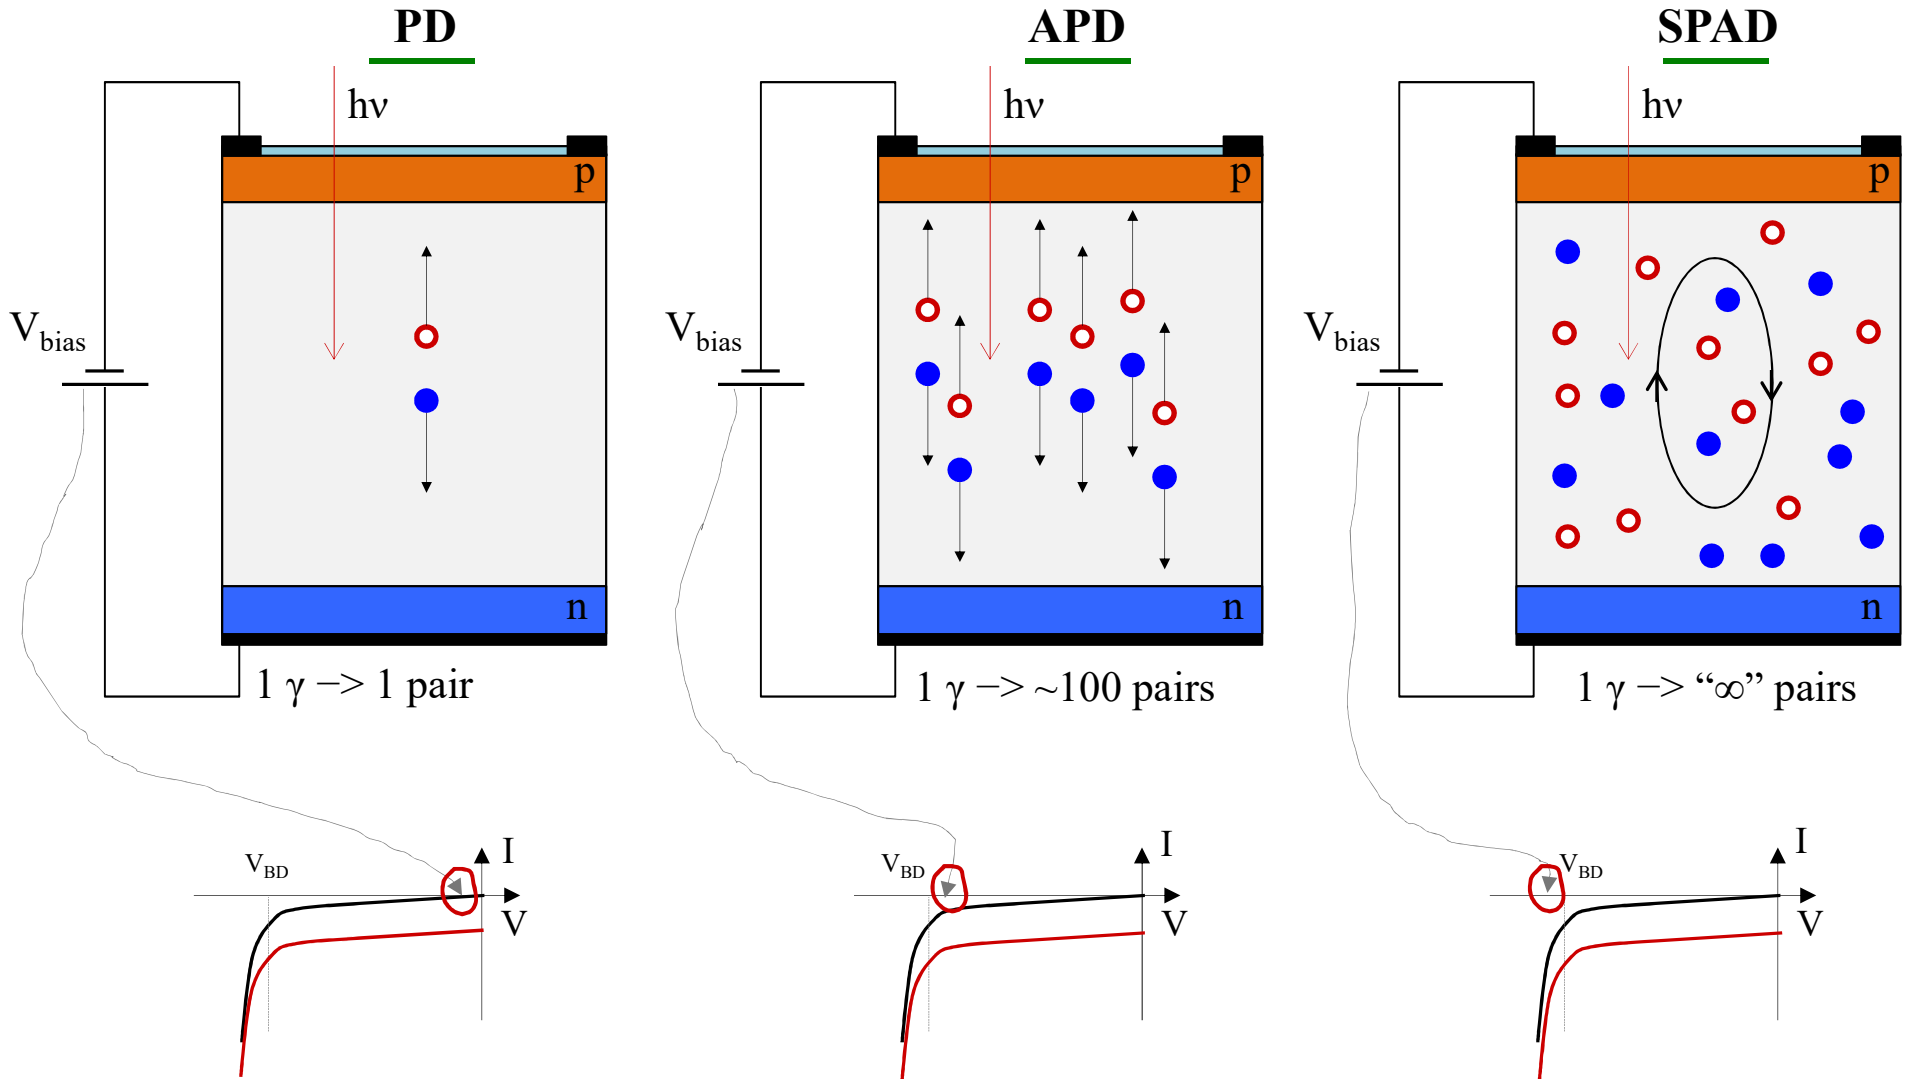 PD
APD
SPAD
hν
hν
hν
p
p
p
V_bias
V_bias
V_bias
n
n
n
1 γ −> 1 pair
1 γ −> ~100 pairs
1 γ −> “∞” pairs
V_BD
I
V
V_BD
I
V
V_BD
I
V